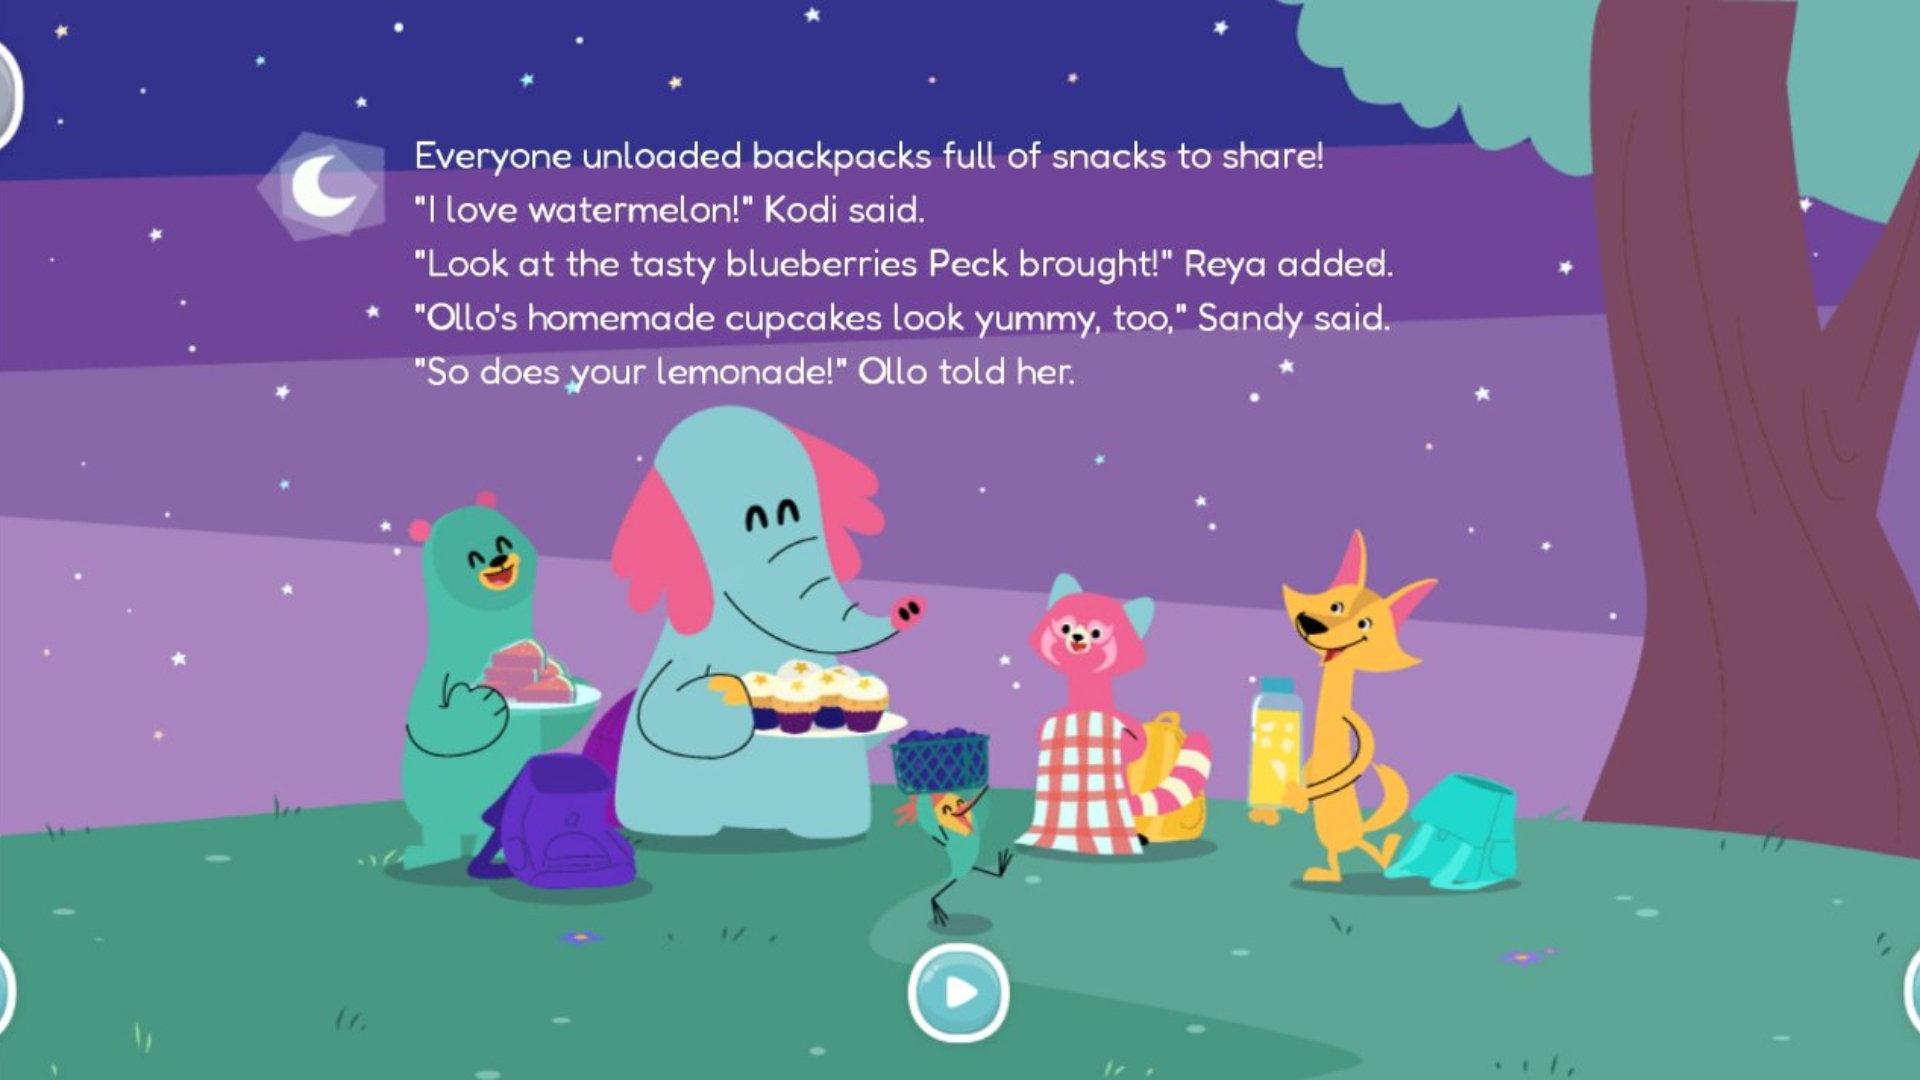 Everyone unloaded backpacks full of snacks to share!
"I love watermelon!" Kodi said.
"Look at the tasty blueberries Peck brought!" Reya added.
"Ollo's homemade cupcakes look yummy, too," Sandy said.
"So does your lemonade!" Ollo told her.